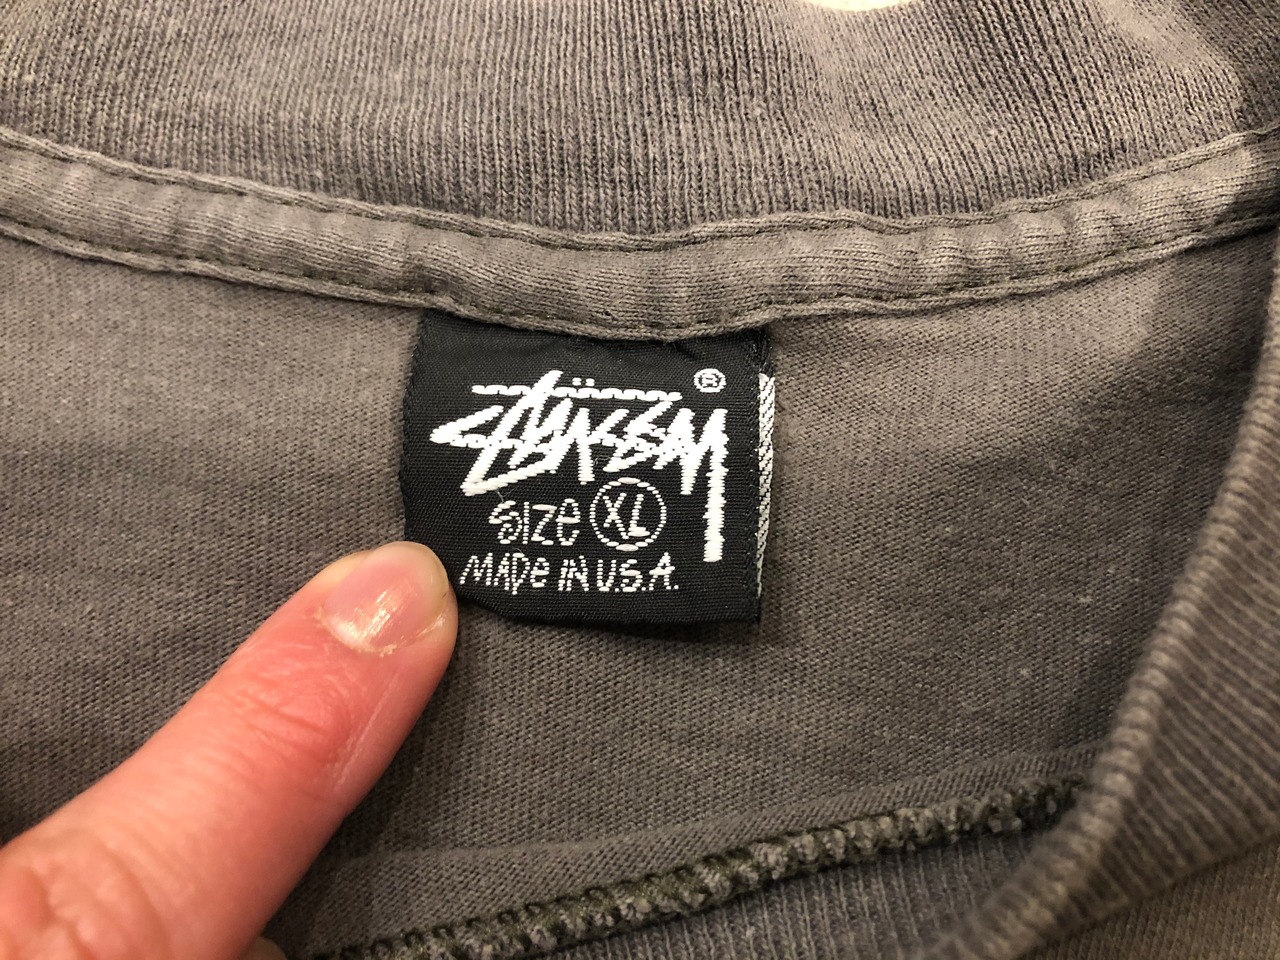 Stüssy ®
SIZe XL
MADe IN U.S.A.